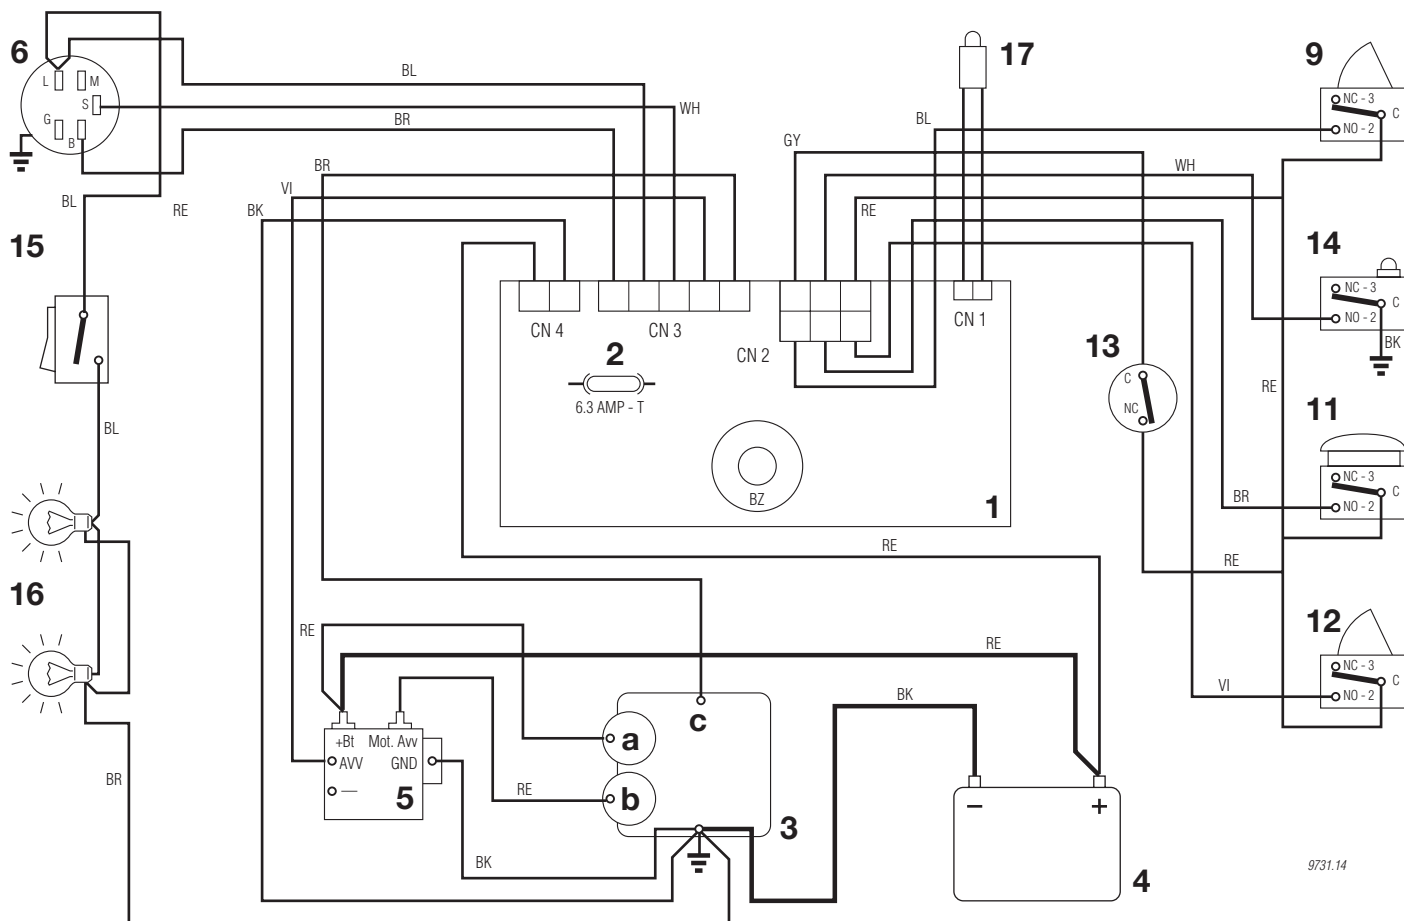 6
L
M
S
G
B
BL
WH
BR
BR
VI
BK
BL
RE
15
BL
16
BR
17
BL
GY
WH
RE
CN 4
CN 3
CN 2
CN 1
2
6.3 AMP - T
BZ
1
13
C
NC
9
NC - 3
C
NO - 2
14
NC - 3
C
NO - 2
BK
RE
11
NC - 3
C
NO - 2
BR
RE
RE
12
NC - 3
C
NO - 2
VI
RE
RE
BK
+Bt
Mot. Avv
AVV
GND
—
5
RE
BK
a
b
c
3
−
+
4
9731.14